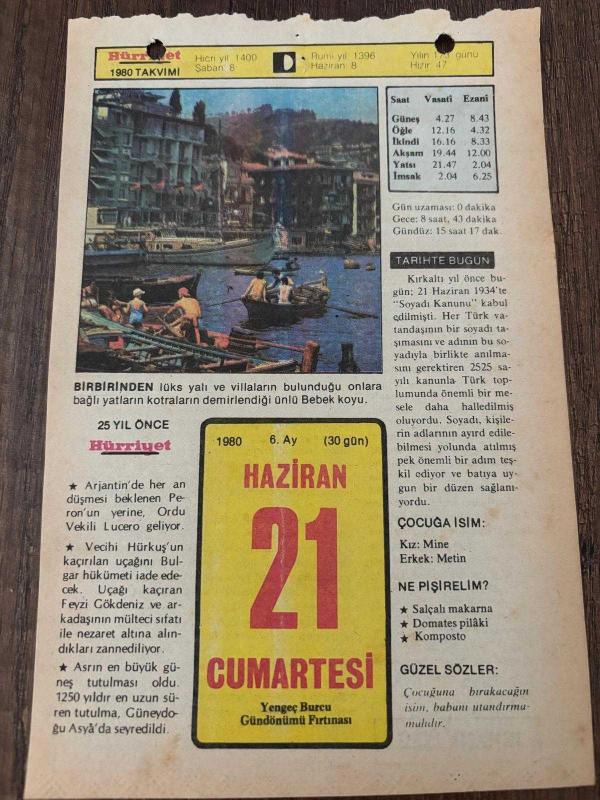 Hürriyet
1980 TAKVİMİ
Hicri yıl 1400
Şaban: 8
Rumi yıl 1396
Haziran: 8
Yılın 173. günü
Hızır: 47
Saat Vasatî Ezanî
Güneş 4.27 8.43
Öğle 12.16 4.32
İkindi 16.16 8.33
Akşam 19.44 12.00
Yatsı 21.47 2.04
İmsak 2.04 6.25
Gün uzaması: 0 dakika
Gece: 8 saat, 43 dakika
Gündüz: 15 saat 17 dak.
BİRBİRİNDEN lüks yalı ve villaların bulunduğu onlara
bağlı yatların kotraların demirlendiği ünlü Bebek koyu.
TARİHTE BUGÜN
Kırkaltı yıl önce bu-
gün; 21 Haziran 1934'te
"Soyadı Kanunu" kabul
edilmişti. Her Türk va-
tandaşının bir soyadı ta-
şımasını ve adının bu so-
yadıyla birlikte anılma-
sını gerektiren 2525 sa-
yılı kanunla Türk top-
lumunda önemli bir me-
sele daha halledilmiş
oluyordu. Soyadı, kişile-
rin adlarının ayırd edile-
bilmesi yolunda atılmış
pek önemli bir adım teş-
kil ediyor ve batıya uy-
gun bir düzen sağlanı-
yordu.
25 YIL ÖNCE
Hürriyet
★ Arjantin'de her an
düşmesi beklenen Pe-
ron'un yerine, Ordu
Vekili Lucero geliyor.
★ Vecihi Hürkuş'un
kaçırılan uçağını Bul-
gar hükümeti iade ede-
cek. Uçağı kaçıran
Feyzi Gökdeniz ve ar-
kadaşının mülteci sıfatı
ile nezaret altına alın-
dıkları zannediliyor.
★ Asrın en büyük gü-
neş tutulması oldu.
1250 yıldır en uzun sü-
ren tutulma, Güneydo-
ğu Asyâ'da seyredildi.
1980 6. Ay (30 gün)
HAZİRAN
21
CUMARTESİ
Yengeç Burcu
Gündönümü Fırtınası
ÇOCUĞA İSİM:
Kız: Mine
Erkek: Metin
NE PİŞİRELİM?
★ Salçalı makarna
★ Domates pilâki
★ Komposto
GÜZEL SÖZLER:
Çocuğuna bırakacağın
isim, babanı utandırma-
malıdır.